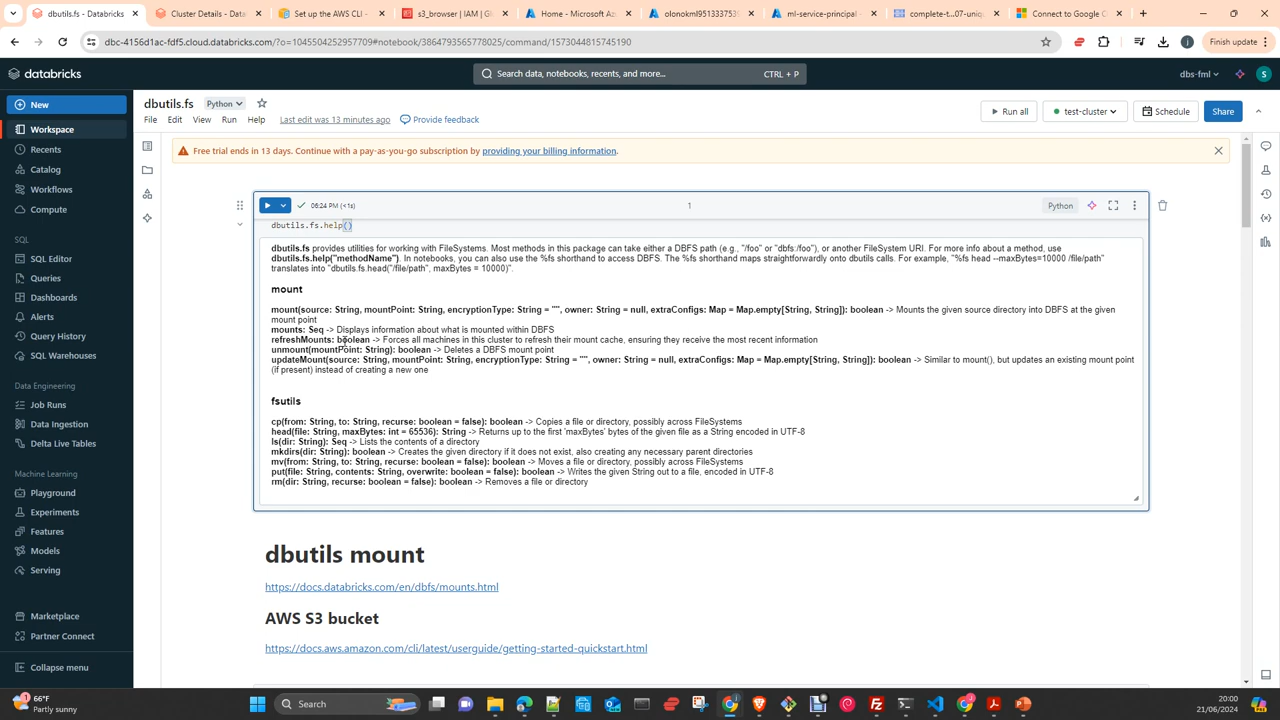 dbutils.fs - Databricks
Cluster Details - Databricks
Set up the AWS CLI -
s3_browser | IAM | Gl
Home - Microsoft Az
olonokml9513337535
ml-service-principal -
complete-t...07-uniq
Connect to Google C
dbc-4156d1ac-fdf5.cloud.databricks.com/?o=1045504252957709#notebook/3864793565778025/command/1573044815745190
Finish update
databricks
Search data, notebooks, recents, and more...
CTRL + P
dbs-fml
S
New
Workspace
Recents
Catalog
Workflows
Compute
SQL
SQL Editor
Queries
Dashboards
Alerts
Query History
SQL Warehouses
Data Engineering
Job Runs
Data Ingestion
Delta Live Tables
Machine Learning
Playground
Experiments
Features
Models
Serving
Marketplace
Partner Connect
Collapse menu
dbutils.fs
Python
File Edit View Run Help
Last edit was 13 minutes ago
Provide feedback
Run all
test-cluster
Schedule
Share
Free trial ends in 13 days. Continue with a pay-as-you-go subscription by providing your billing information.
06:24 PM (<1s)
1
Python
dbutils.fs.help()
dbutils.fs provides utilities for working with FileSystems. Most methods in this package can take either a DBFS path (e.g., "/foo" or "dbfs:/foo"), or another FileSystem URI. For more info about a method, use
dbutils.fs.help("methodName"). In notebooks, you can also use the %fs shorthand to access DBFS. The %fs shorthand maps straightforwardly onto dbutils calls. For example, "%fs head --maxBytes=10000 /file/path"
translates into "dbutils.fs.head("/file/path", maxBytes = 10000)".
mount
mount(source: String, mountPoint: String, encryptionType: String = "", owner: String = null, extraConfigs: Map = Map.empty[String, String]): boolean -> Mounts the given source directory into DBFS at the given
mount point
mounts: Seq -> Displays information about what is mounted within DBFS
refreshMounts: boolean -> Forces all machines in this cluster to refresh their mount cache, ensuring they receive the most recent information
unmount(mountPoint: String): boolean -> Deletes a DBFS mount point
updateMount(source: String, mountPoint: String, encryptionType: String = "", owner: String = null, extraConfigs: Map = Map.empty[String, String]): boolean -> Similar to mount(), but updates an existing mount point
(if present) instead of creating a new one
fsutils
cp(from: String, to: String, recurse: boolean = false): boolean -> Copies a file or directory, possibly across FileSystems
head(file: String, maxBytes: int = 65536): String -> Returns up to the first 'maxBytes' bytes of the given file as a String encoded in UTF-8
ls(dir: String): Seq -> Lists the contents of a directory
mkdirs(dir: String): boolean -> Creates the given directory if it does not exist, also creating any necessary parent directories
mv(from: String, to: String, recurse: boolean = false): boolean -> Moves a file or directory, possibly across FileSystems
put(file: String, contents: String, overwrite: boolean = false): boolean -> Writes the given String out to a file, encoded in UTF-8
rm(dir: String, recurse: boolean = false): boolean -> Removes a file or directory
dbutils mount
https://docs.databricks.com/en/dbfs/mounts.html
AWS S3 bucket
https://docs.aws.amazon.com/cli/latest/userguide/getting-started-quickstart.html
66°F
Partly sunny
Search
20:00
21/06/2024